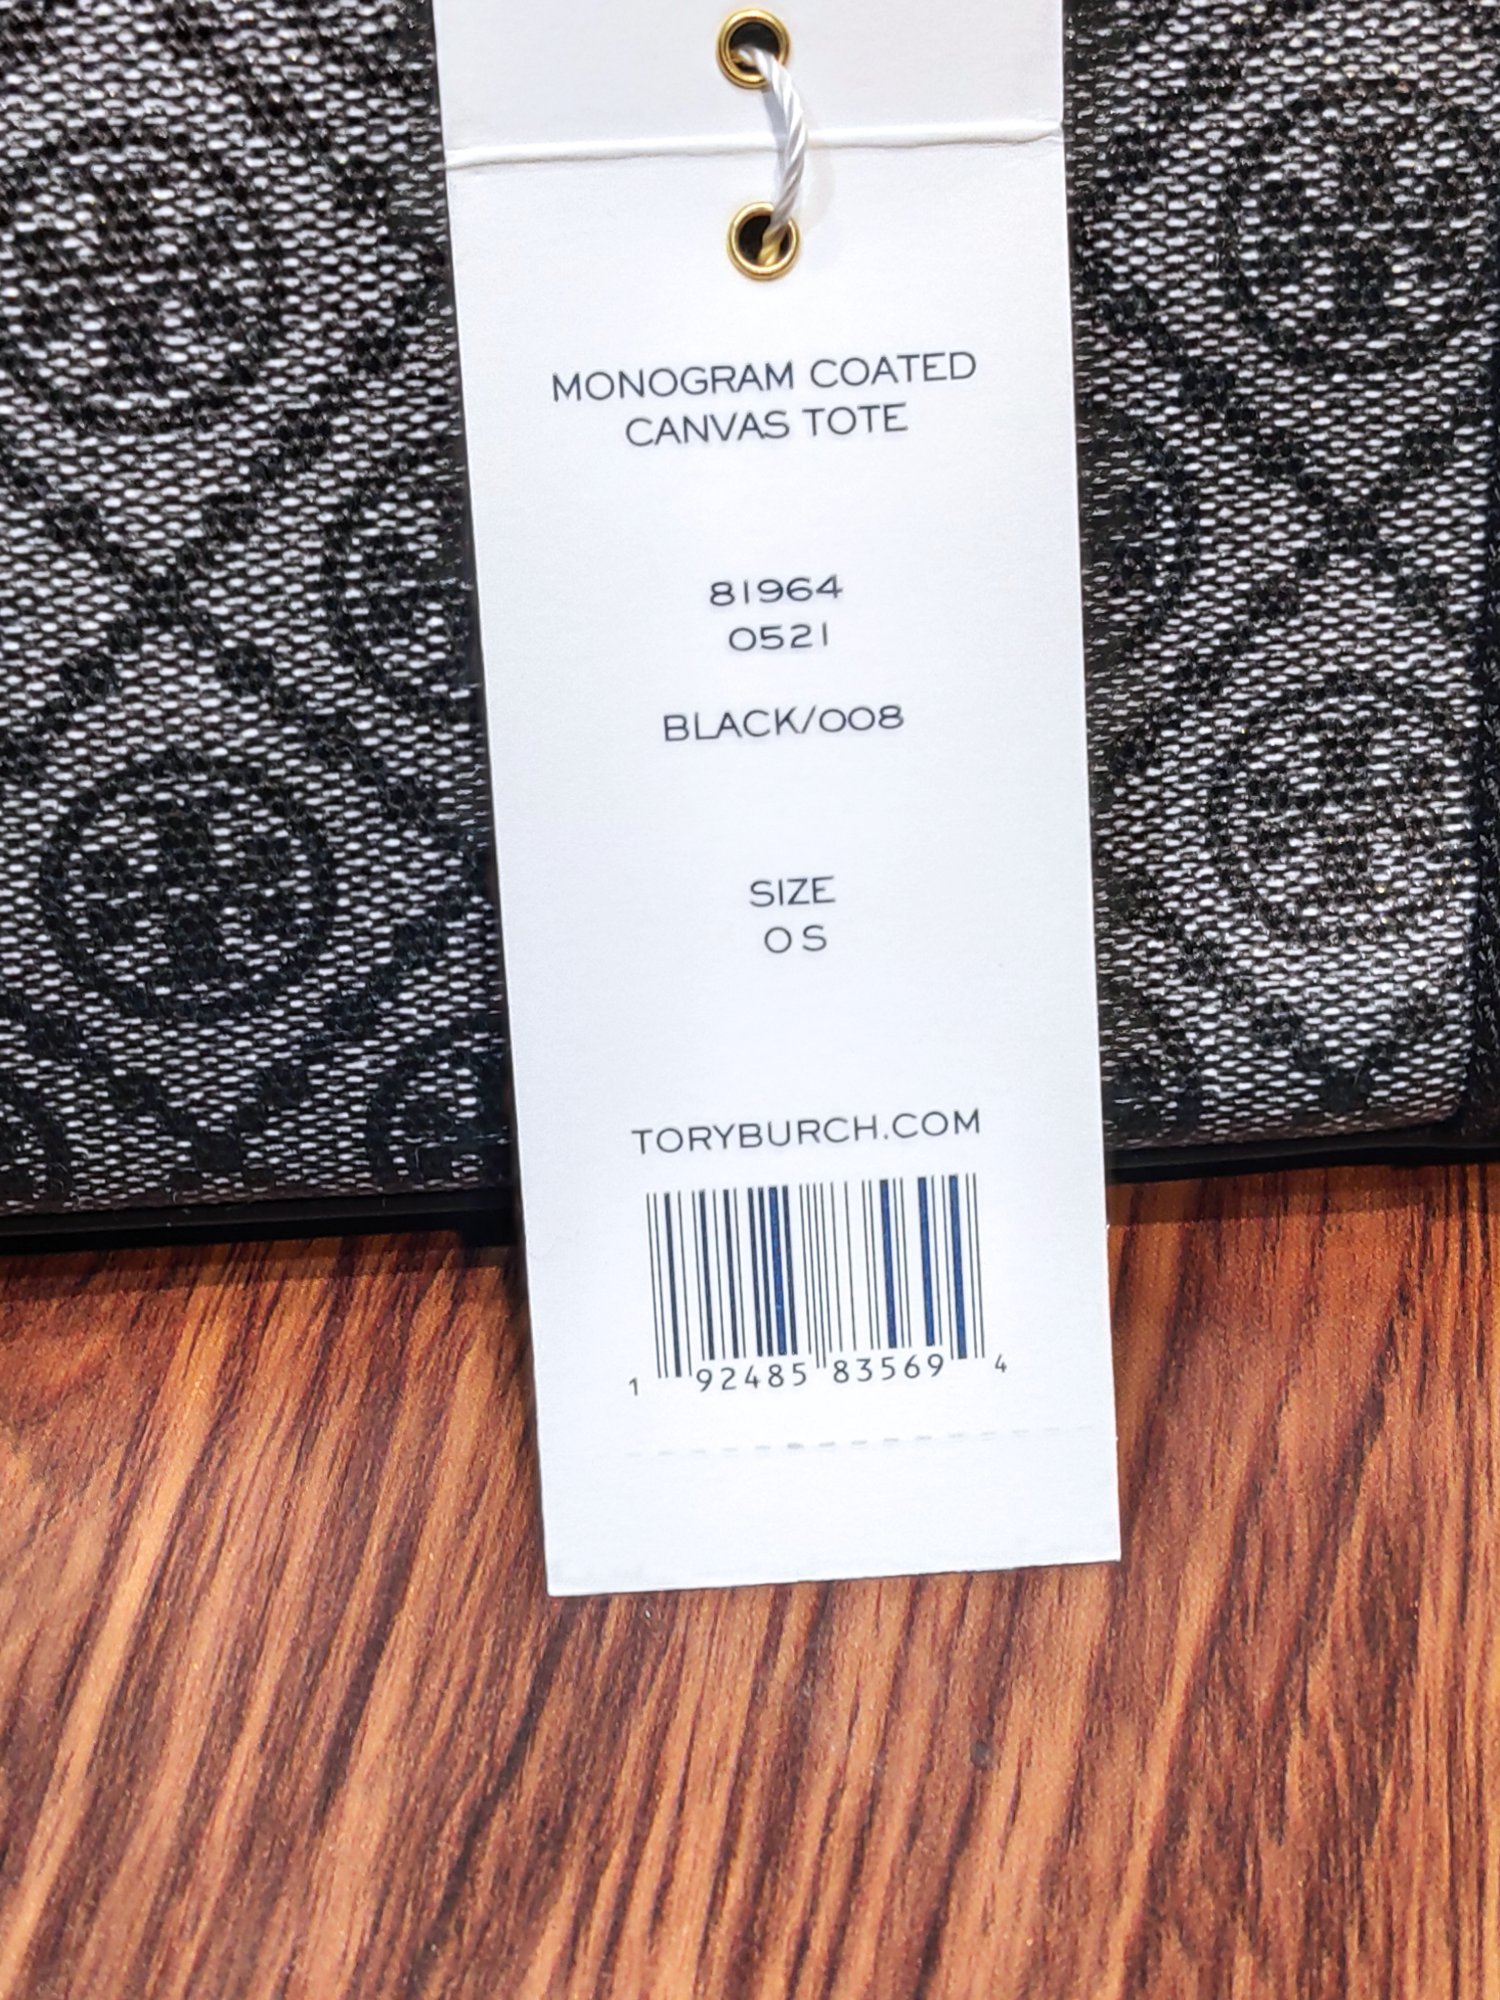 MONOGRAM COATED
CANVAS TOTE
81964
0521
BLACK/008
SIZE
OS
TORYBURCH.COM
1 92485 83569 4